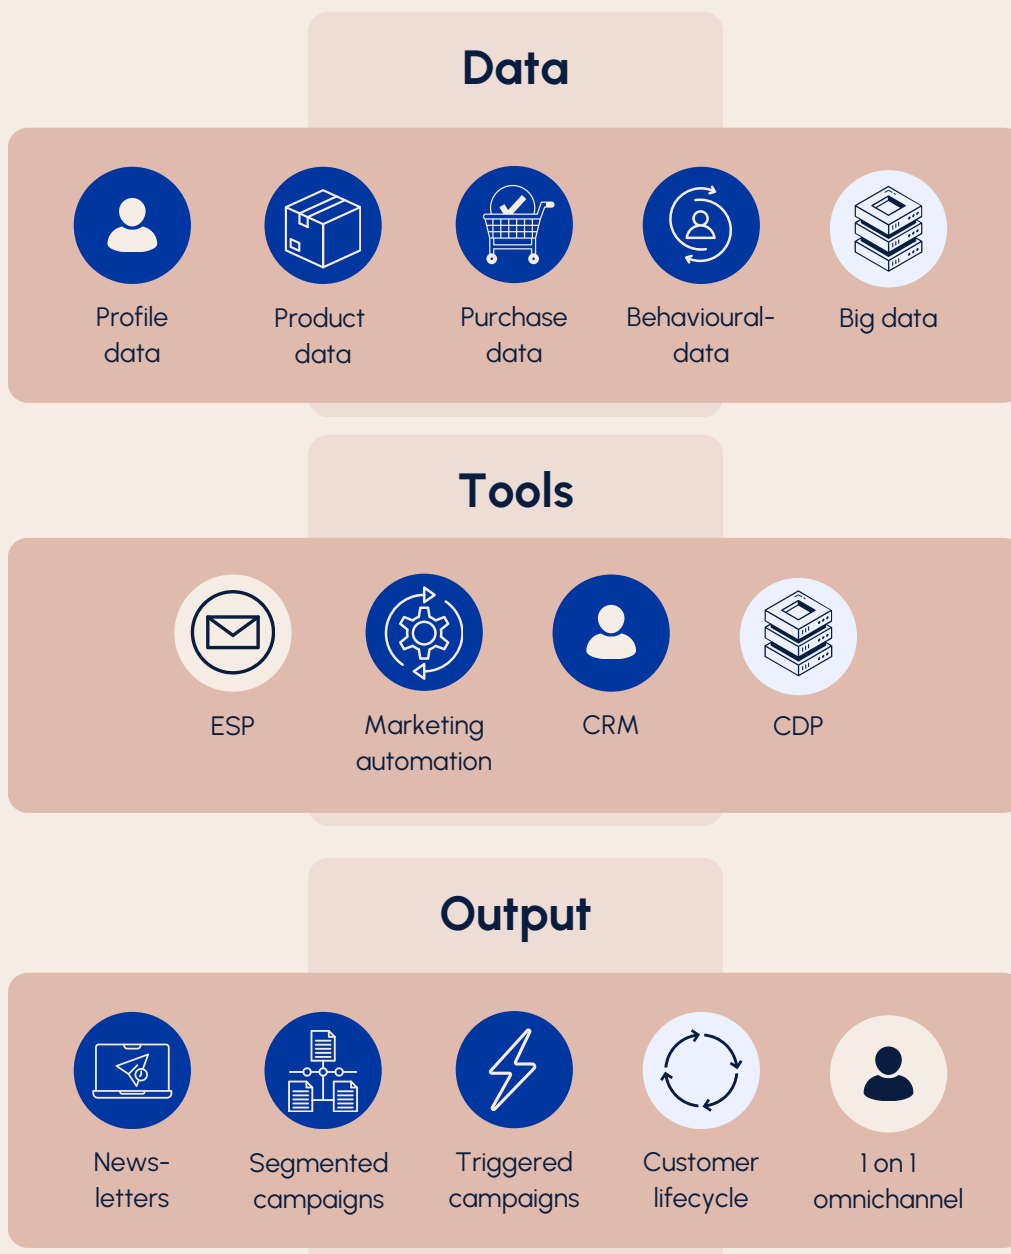 Data
Profile
data
Product
data
Purchase
data
Behavioural-
data
Big data
Tools
ESP
Marketing
automation
CRM
CDP
Output
News-
letters
Segmented
campaigns
Triggered
campaigns
Customer
lifecycle
1 on 1
omnichannel